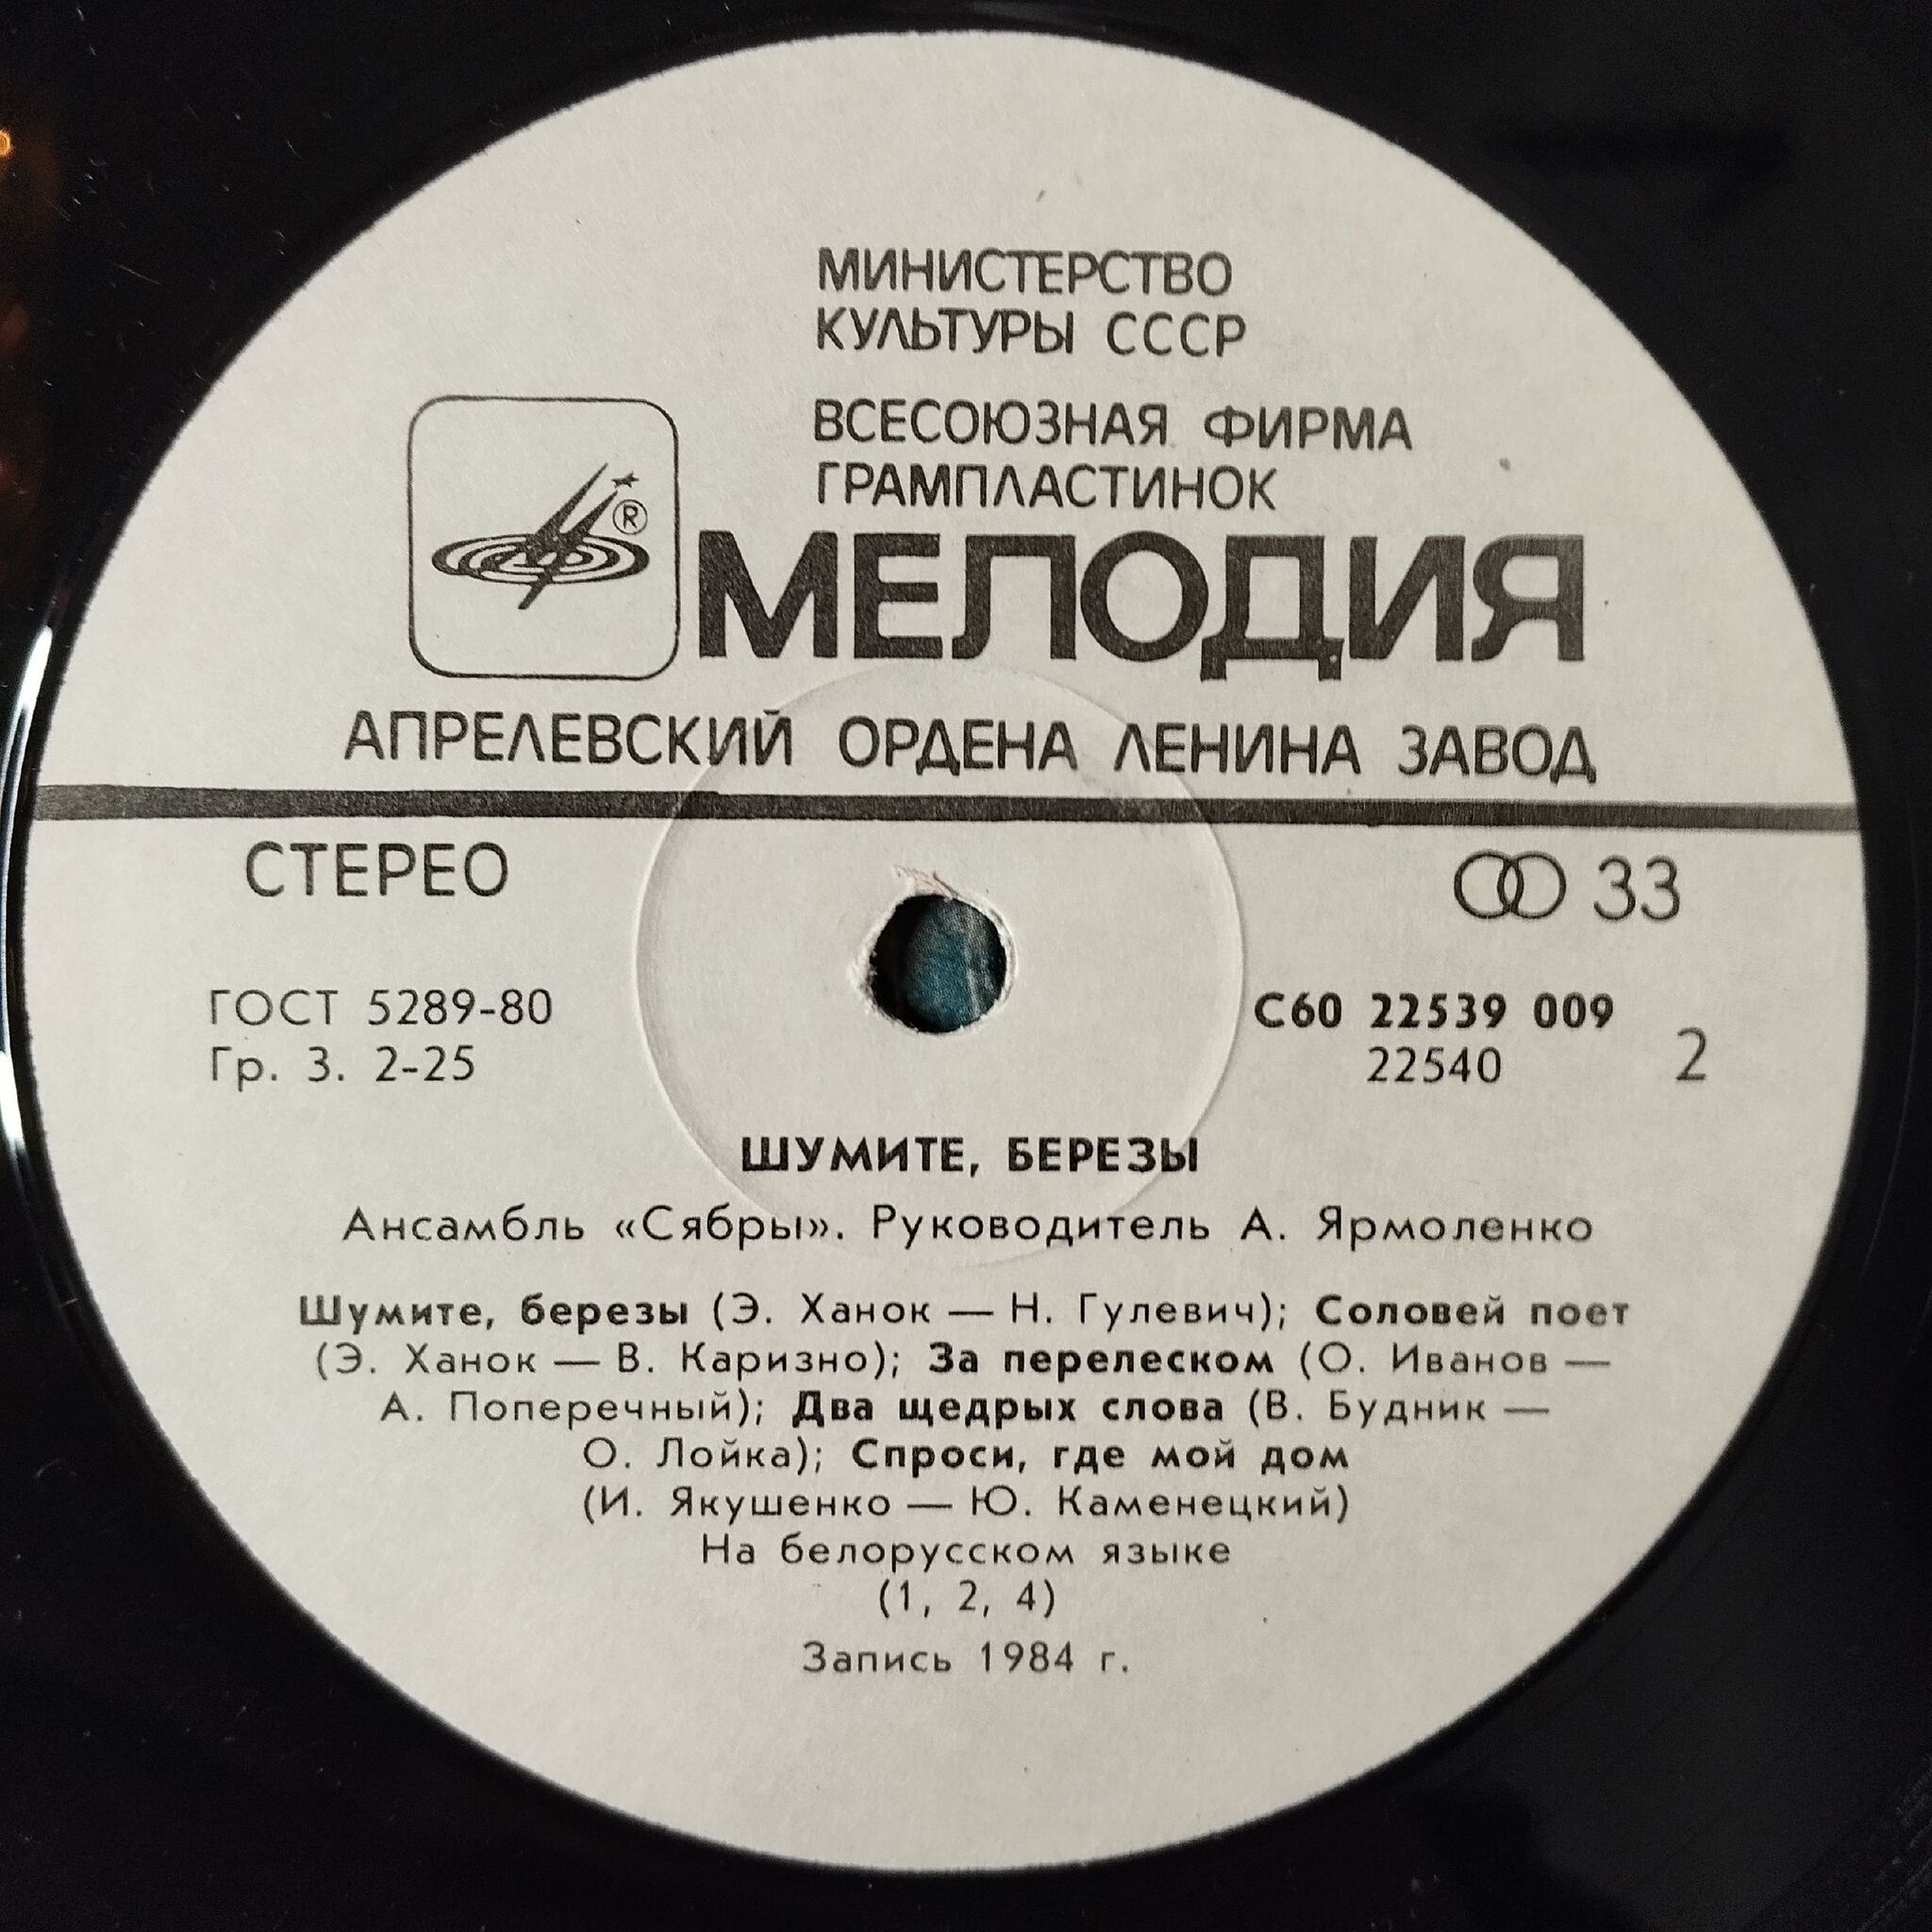 МИНИСТЕРСТВО
КУЛЬТУРЫ СССР
ВСЕСОЮЗНАЯ ФИРМА
ГРАМПЛАСТИНОК
®
МЕЛОДИЯ
АПРЕЛЕВСКИЙ ОРДЕНА ЛЕНИНА ЗАВОД
СТЕРЕО
33
ГОСТ 5289-80
Гр. 3. 2-25
С60 22539 009
22540
2
ШУМИТЕ, БЕРЕЗЫ
Ансамбль «Сябры». Руководитель А. Ярмоленко
Шумите, березы (Э. Ханок — Н. Гулевич); Соловей поет
(Э. Ханок — В. Каризно); За перелеском (О. Иванов —
А. Поперечный); Два щедрых слова (В. Будник —
О. Лойка); Спроси, где мой дом
(И. Якушенко — Ю. Каменецкий)
На белорусском языке
(1, 2, 4)
Запись 1984 г.